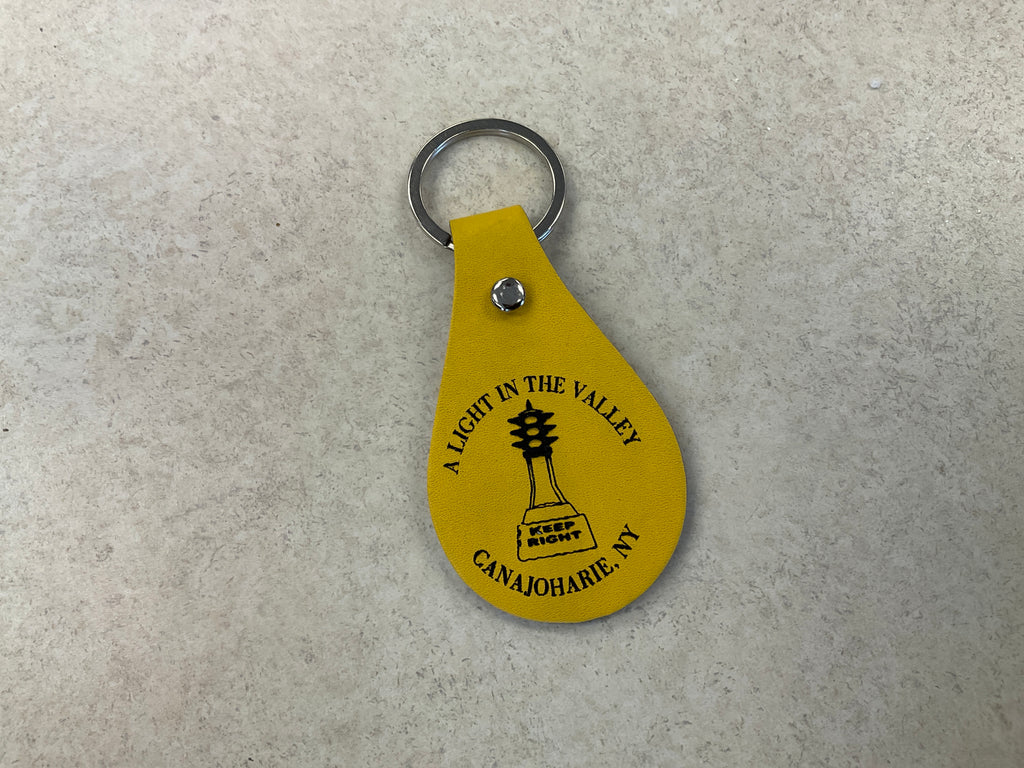 A LIGHT IN THE VALLEY
KEEP
RIGHT
CANAJOHARIE, NY